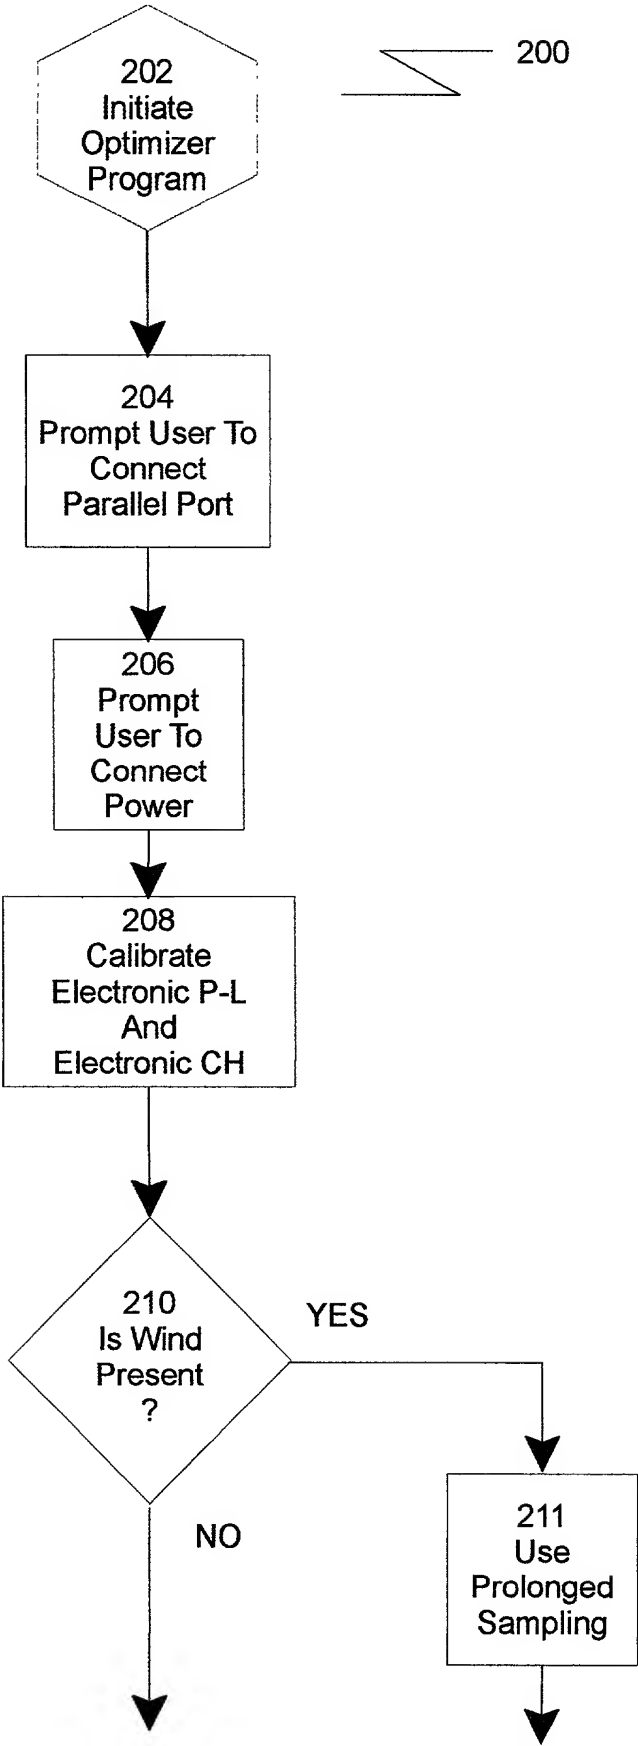 200
202
Initiate
Optimizer
Program
204
Prompt User To
Connect
Parallel Port
206
Prompt
User To
Connect
Power
208
Calibrate
Electronic P-L
And
Electronic CH
210
Is Wind
Present
?
YES
NO
211
Use
Prolonged
Sampling